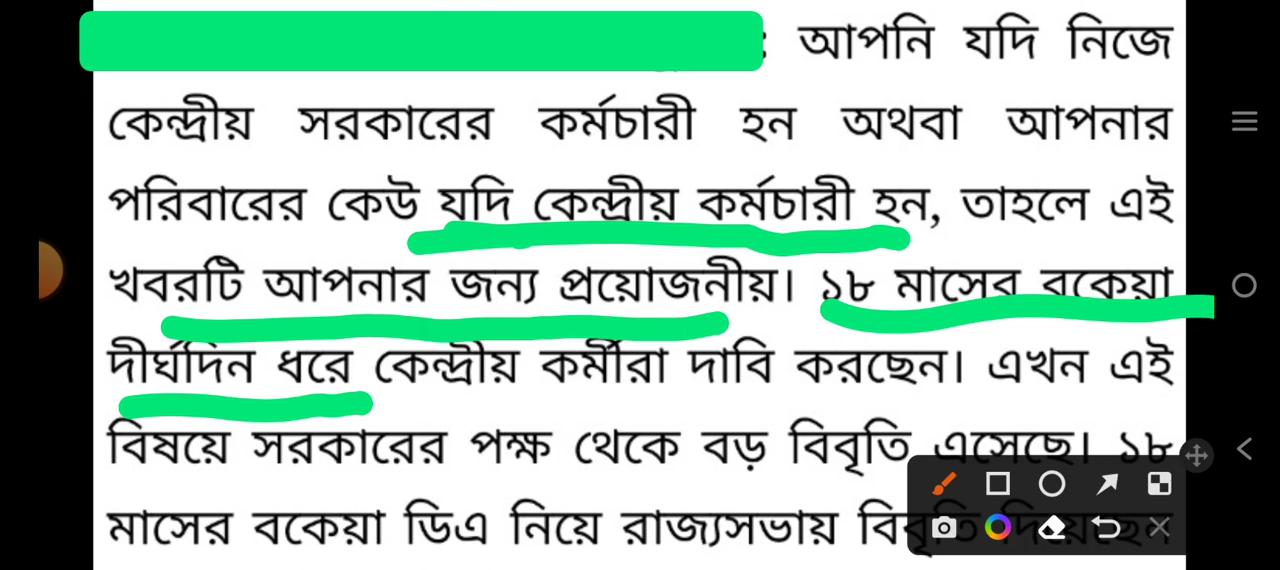 : আপনি যদি নিজে
কেন্দ্রীয় সরকারের কর্মচারী হন অথবা আপনার
পরিবারের কেউ যদি কেন্দ্রীয় কর্মচারী হন, তাহলে এই
খবরটি আপনার জন্য প্রয়োজনীয়। ১৮ মাসের বকেয়া
দীর্ঘদিন ধরে কেন্দ্রীয় কর্মীরা দাবি করছেন। এখন এই
বিষয়ে সরকারের পক্ষ থেকে বড় বিবৃতি এসেছে। ১৮
মাসের বকেয়া ডিএ নিয়ে রাজ্যসভায় বিবৃতি দিয়েছেন